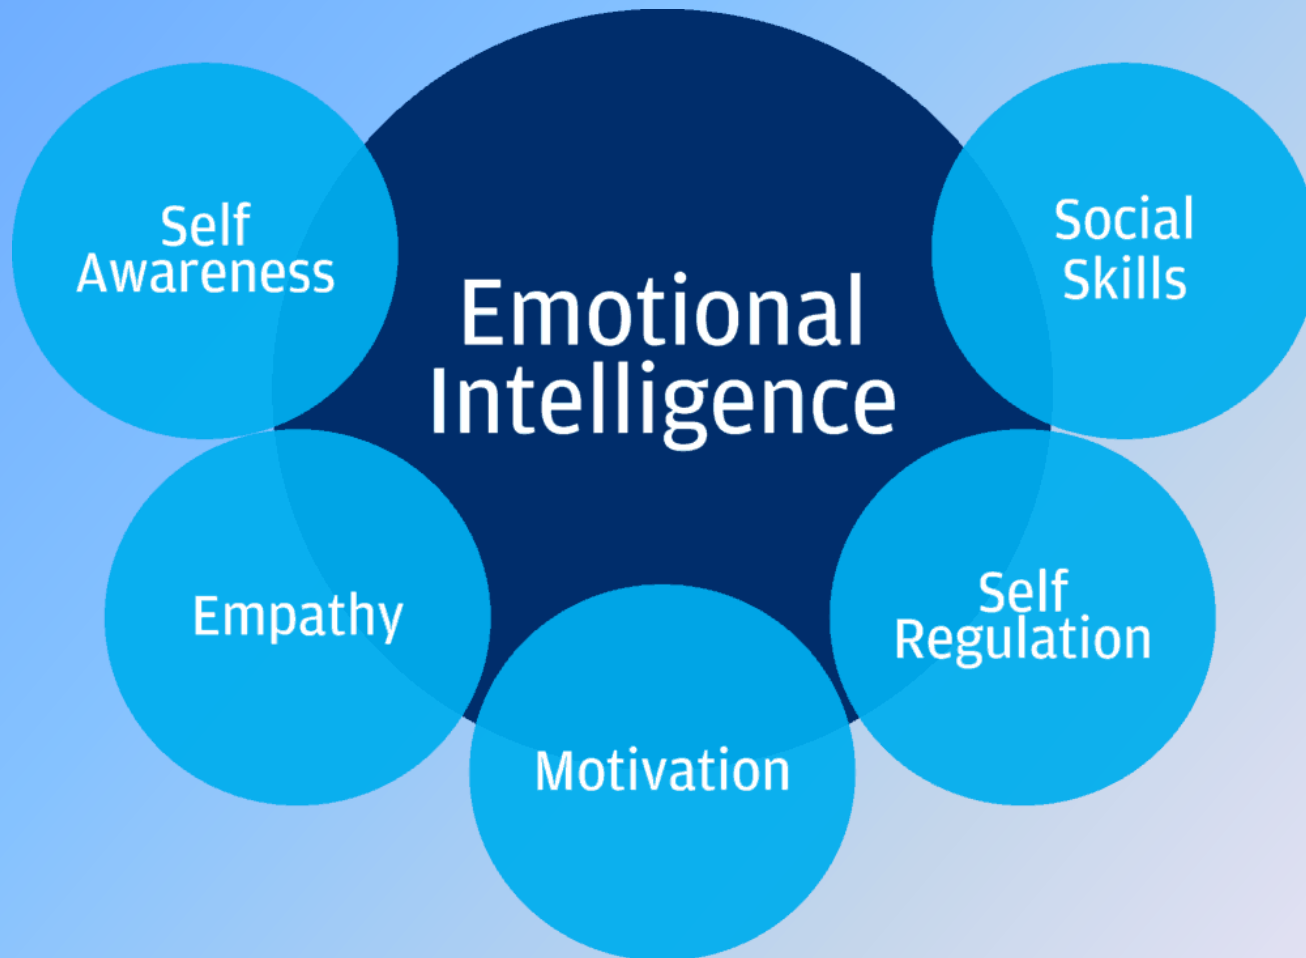 Self
Awareness
Emotional
Intelligence
Social
Skills
Empathy
Motivation
Self
Regulation